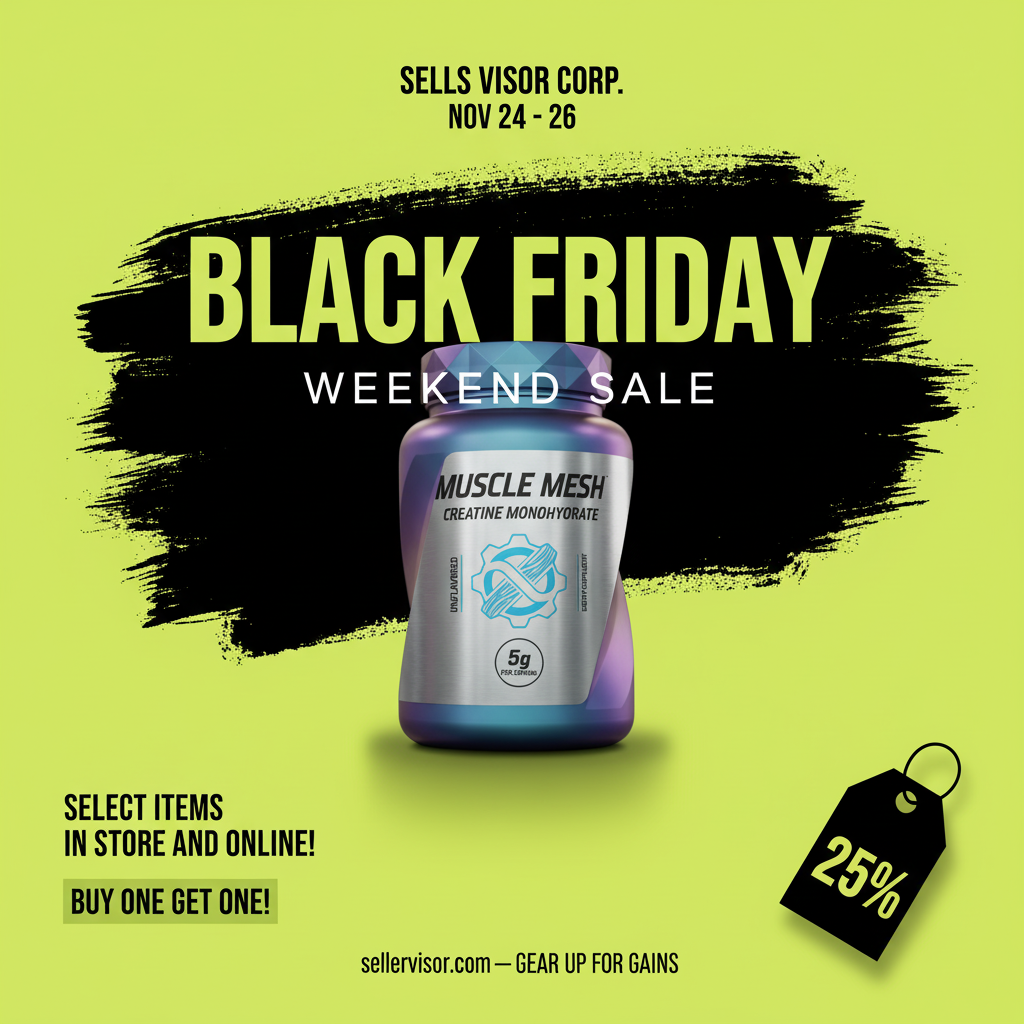 SELLS VISOR CORP.
NOV 24 - 26
BLACK FRIDAY
WEEKEND SALE
MUSCLE MESH
CREATINE MONOHYORATE
UNFLAVORED
5g
SELECT ITEMS
IN STORE AND ONLINE!
BUY ONE GET ONE!
25%
sellervisor.com — GEAR UP FOR GAINS